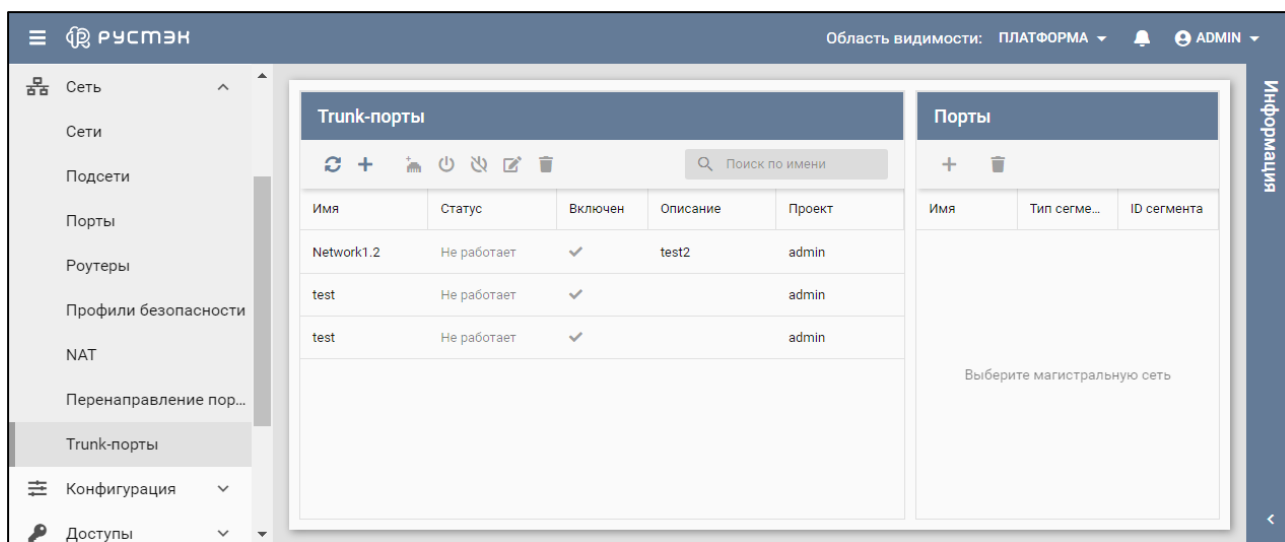 РУСТЭК
Область видимости: ПЛАТФОРМА
ADMIN
Сеть
Сети
Подсети
Порты
Роутеры
Профили безопасности
NAT
Перенаправление пор...
Trunk-порты
Конфигурация
Доступы
Trunk-порты
Поиск по имени
Имя Статус Включен Описание Проект
Network1.2 Не работает test2 admin
test Не работает admin
test Не работает admin
Порты
Имя Тип сегме... ID сегмента
Выберите магистральную сеть
Информация